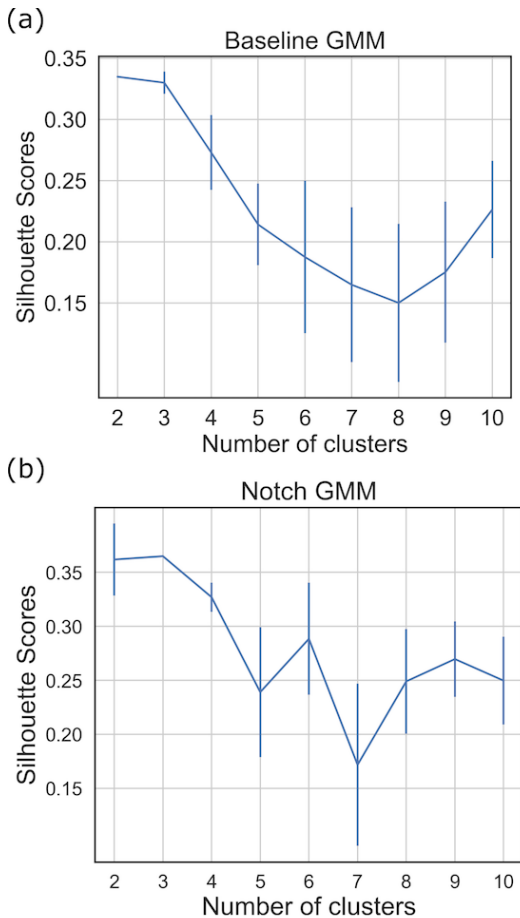 (a)
Baseline GMM
Silhouette Scores
0.35
0.30
0.25
0.20
0.15
2 3 4 5 6 7 8 9 10
Number of clusters
(b)
Notch GMM
Silhouette Scores
0.35
0.30
0.25
0.20
0.15
2 3 4 5 6 7 8 9 10
Number of clusters